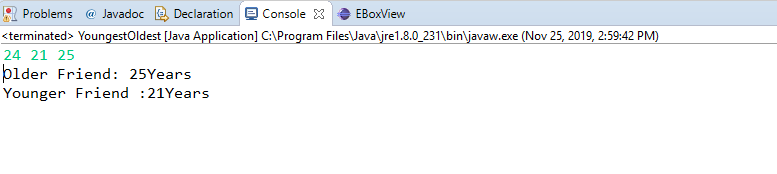 Problems @ Javadoc Declaration Console EBoxView
<terminated> YoungestOldest [Java Application] C:\Program Files\Java\jre1.8.0_231\bin\javaw.exe (Nov 25, 2019, 2:59:42 PM)
24 21 25
Older Friend: 25Years
Younger Friend :21Years